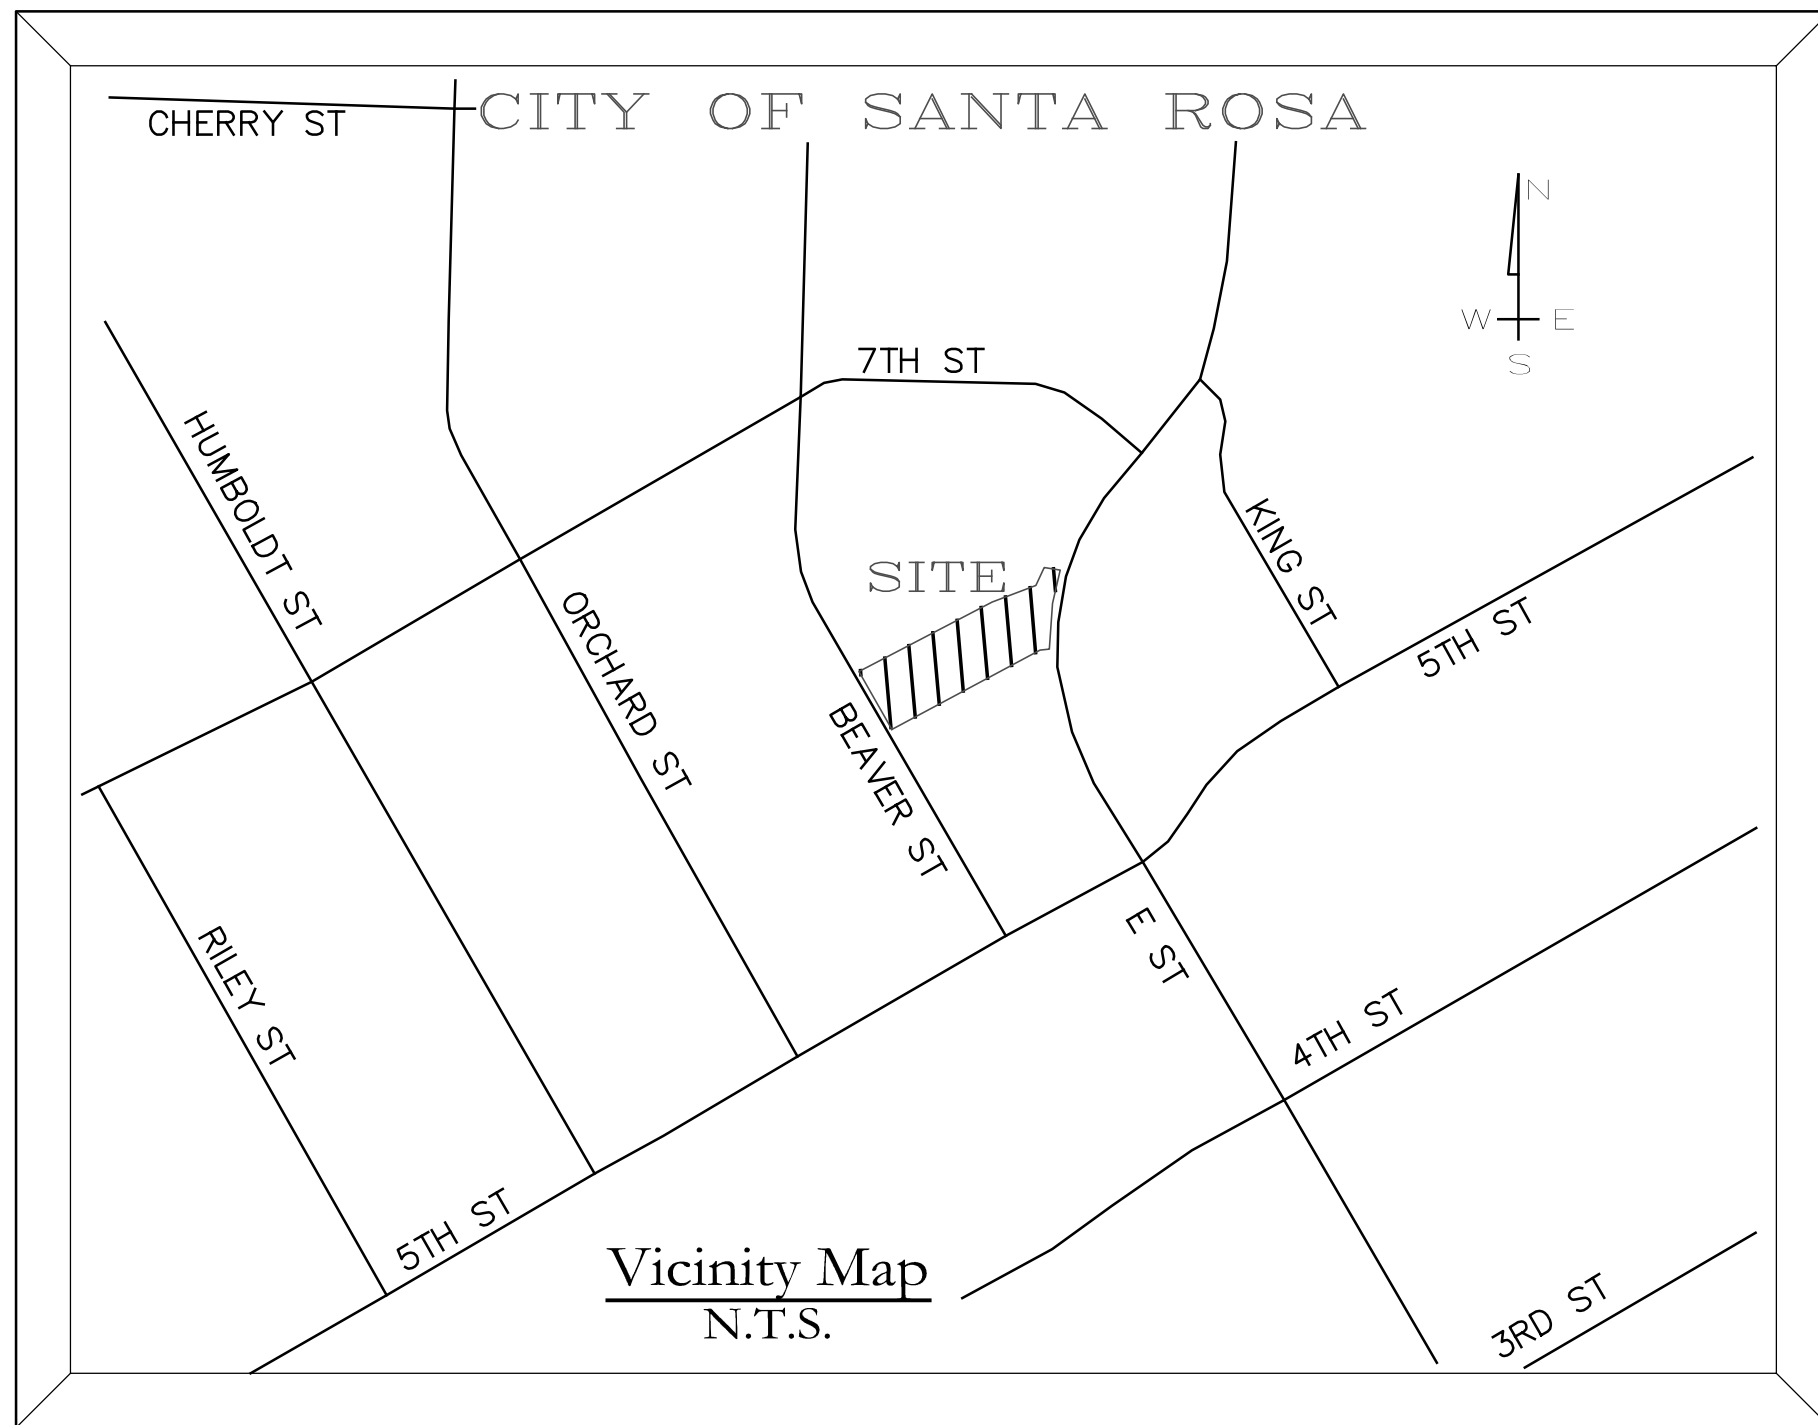 CITY OF SANTA ROSA
CHERRY ST
N
W E
S
7TH ST
HUMBOLDT ST
KING ST
SITE
ORCHARD ST
5TH ST
BEAVER ST
E ST
RILEY ST
4TH ST
5TH ST
Vicinity Map
N.T.S.
3RD ST